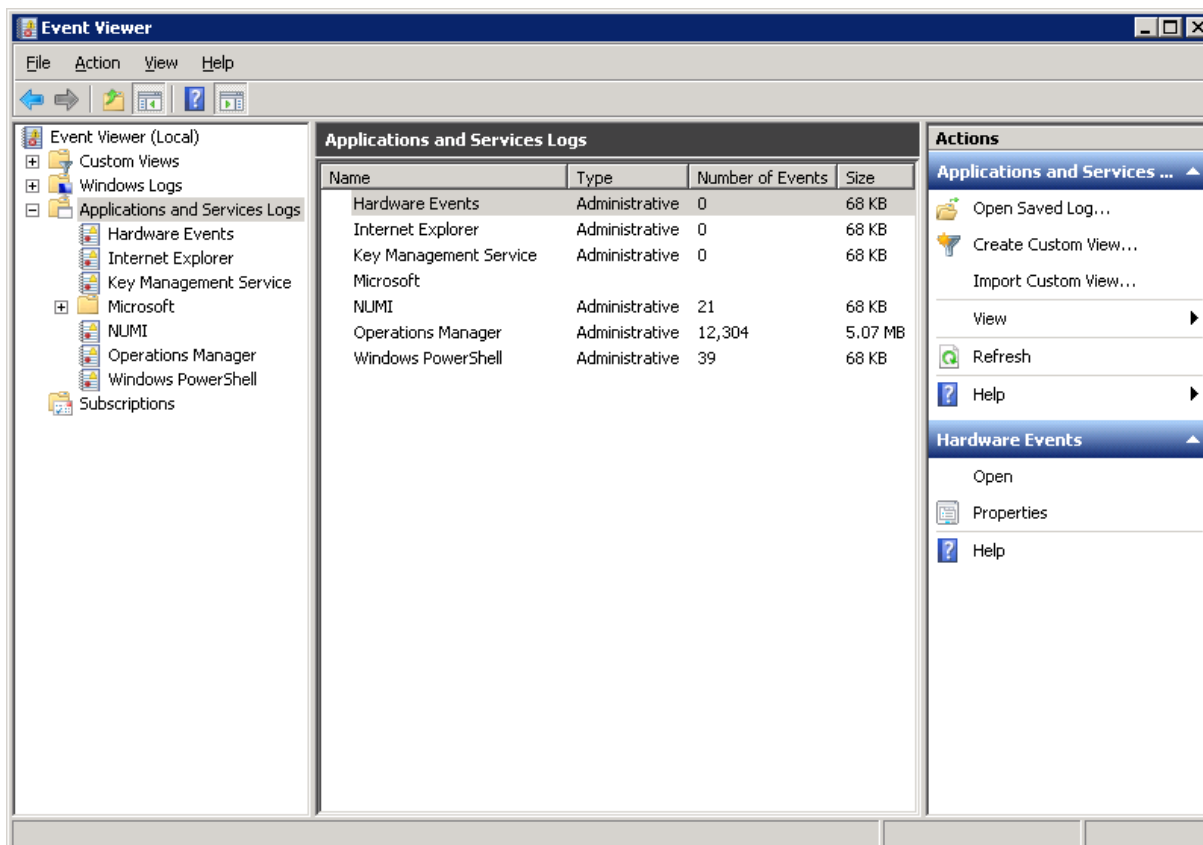 Event Viewer
File Action View Help
Event Viewer (Local)
Custom Views
Windows Logs
Applications and Services Logs
Hardware Events
Internet Explorer
Key Management Service
Microsoft
NUMI
Operations Manager
Windows PowerShell
Subscriptions
Applications and Services Logs
Name Type Number of Events Size
Hardware Events Administrative 0 68 KB
Internet Explorer Administrative 0 68 KB
Key Management Service Administrative 0 68 KB
Microsoft
NUMI Administrative 21 68 KB
Operations Manager Administrative 12,304 5.07 MB
Windows PowerShell Administrative 39 68 KB
Actions
Applications and Services ...
Open Saved Log...
Create Custom View...
Import Custom View...
View
Refresh
Help
Hardware Events
Open
Properties
Help